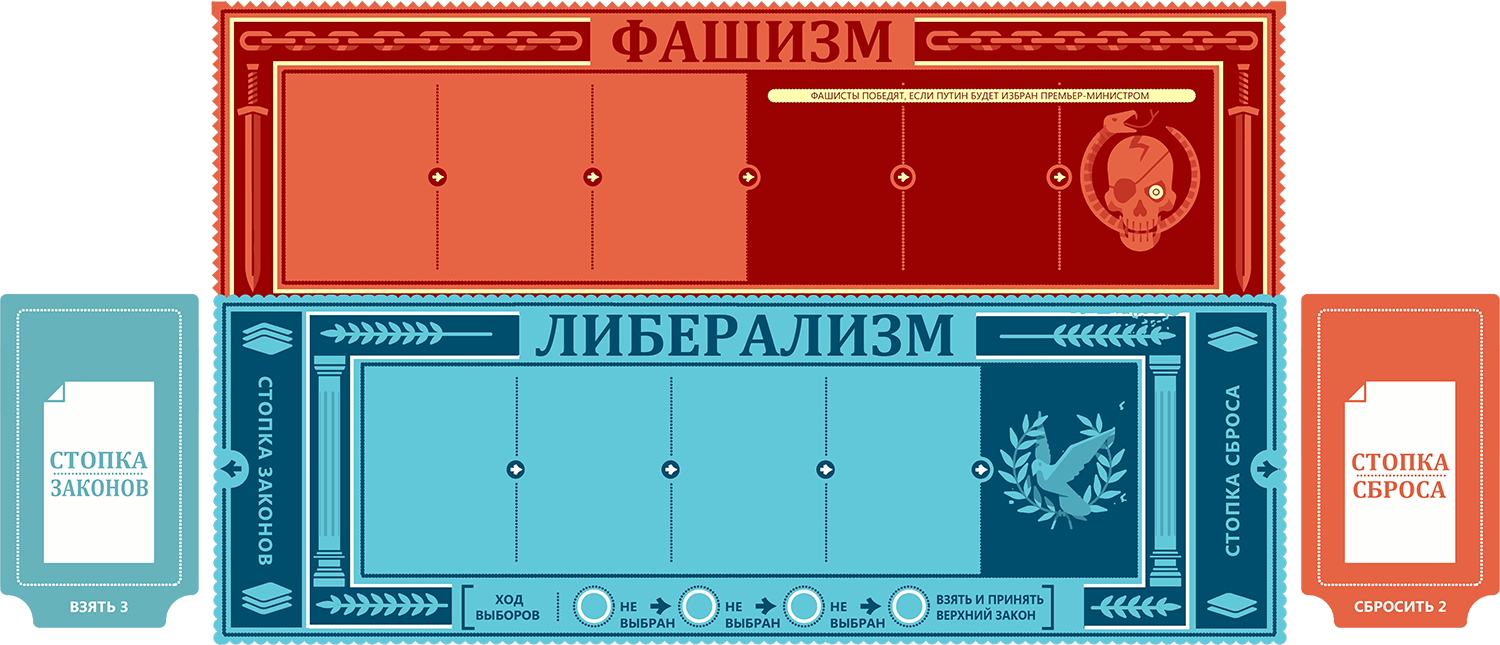 ФАШИЗМ
ФАШИСТЫ ПОБЕДЯТ, ЕСЛИ ПУТИН БУДЕТ ИЗБРАН ПРЕМЬЕР-МИНИСТРОМ
ЛИБЕРАЛИЗМ
СТОПКА
ЗАКОНОВ
ВЗЯТЬ 3
СТОПКА ЗАКОНОВ
СТОПКА СБРОСА
СТОПКА
СБРОСА
СБРОСИТЬ 2
ХОД
ВЫБОРОВ
НЕ
ВЫБРАН
НЕ
ВЫБРАН
НЕ
ВЫБРАН
ВЗЯТЬ И ПРИНЯТЬ
ВЕРХНИЙ ЗАКОН